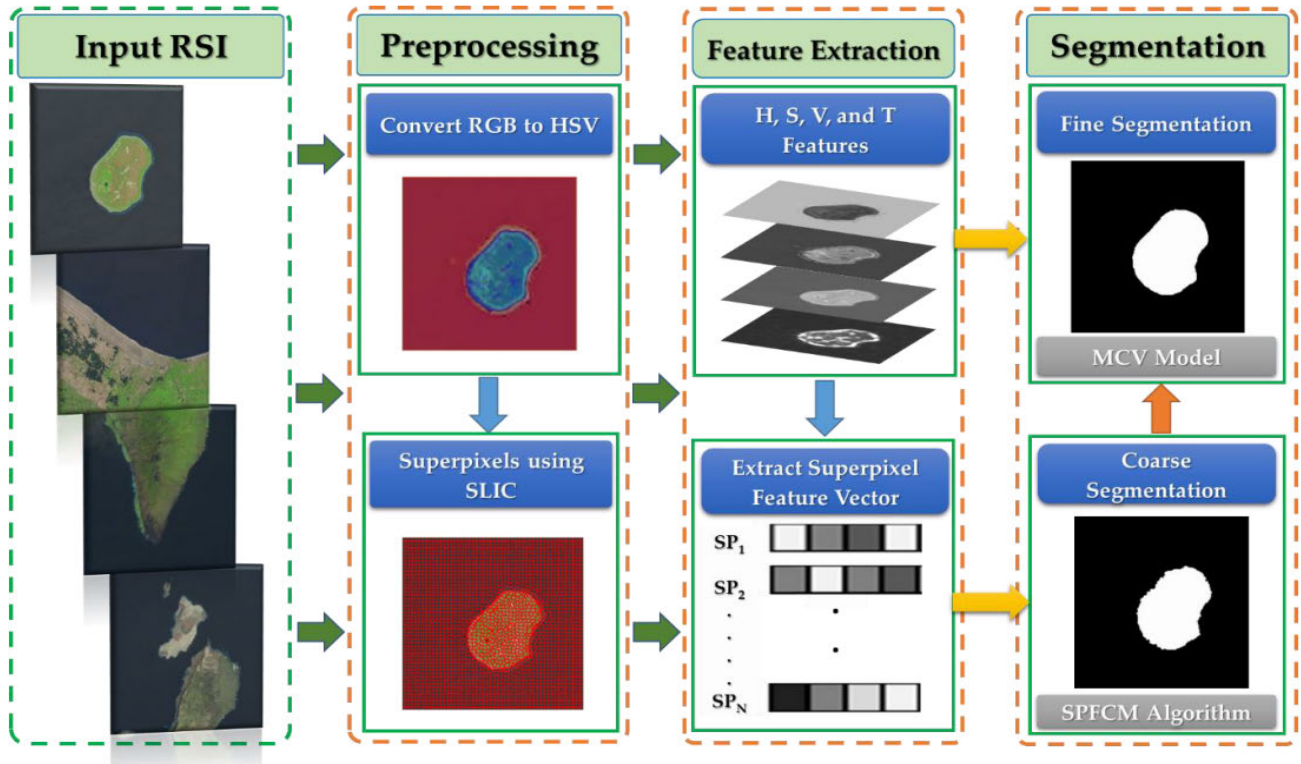 Input RSI
Preprocessing
Feature Extraction
Segmentation
Convert RGB to HSV
Superpixels using
SLIC
H, S, V, and T
Features
Extract Superpixel
Feature Vector
SP₁
SP₂
SP_N
Fine Segmentation
MCV Model
Coarse
Segmentation
SPFCM Algorithm